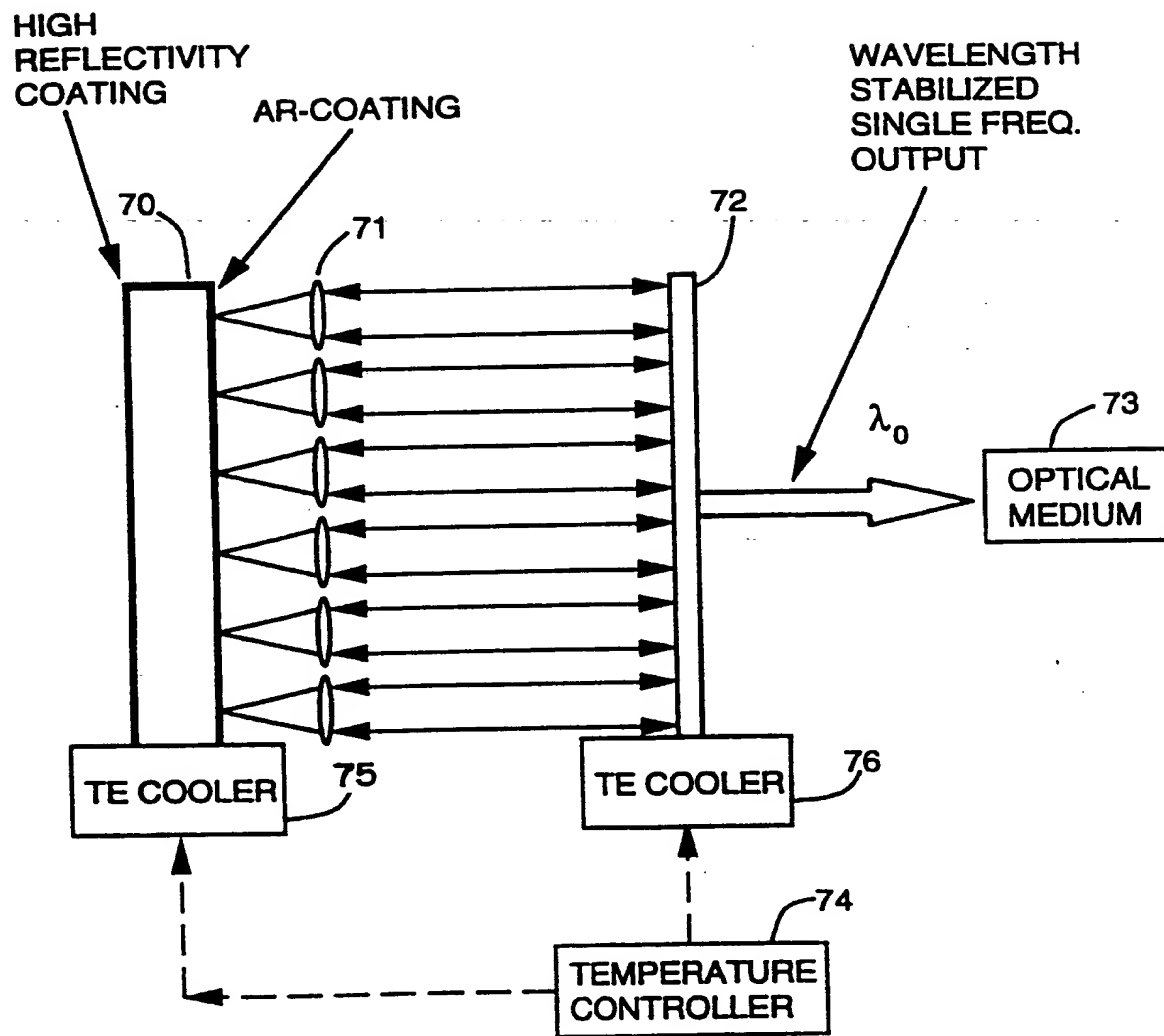 HIGH
REFLECTIVITY
COATING
AR-COATING
WAVELENGTH
STABILIZED
SINGLE FREQ.
OUTPUT
70
71
72
λ0
73
OPTICAL
MEDIUM
TE COOLER
75
TE COOLER
76
74
TEMPERATURE
CONTROLLER